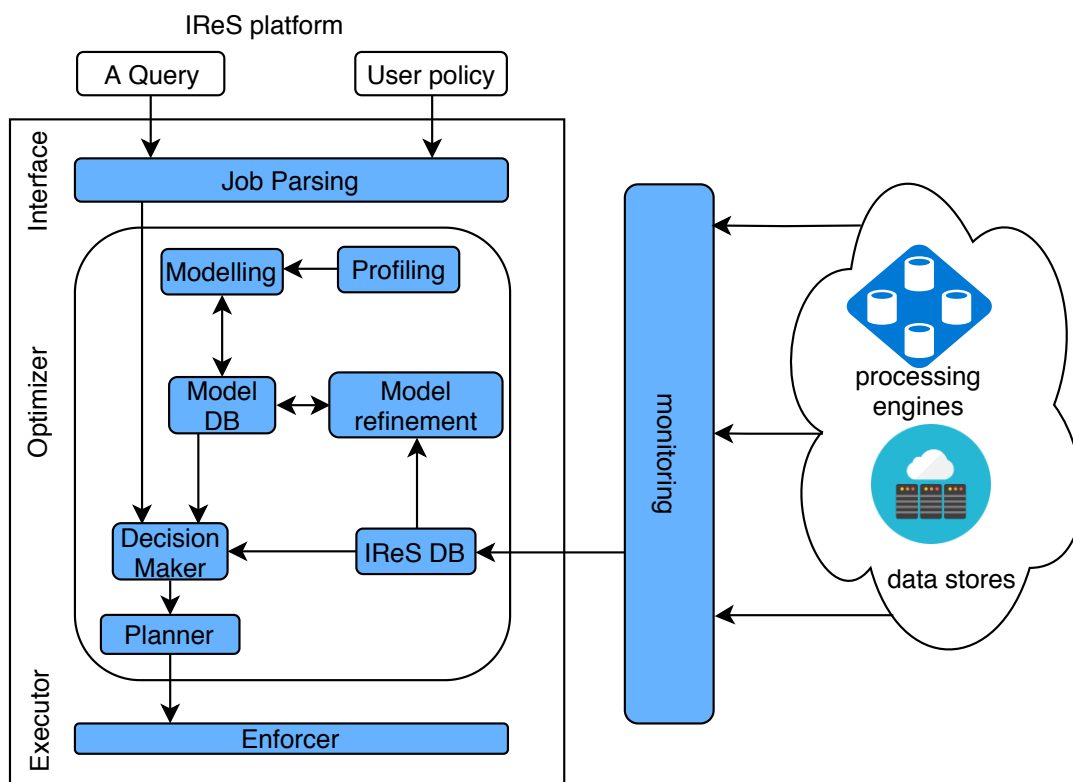 IReS platform
A Query
User policy
Interface
Job Parsing
Modelling
Profiling
Optimizer
Model
DB
Model
refinement
Decision
Maker
IReS DB
Planner
Executor
Enforcer
monitoring
processing
engines
data stores